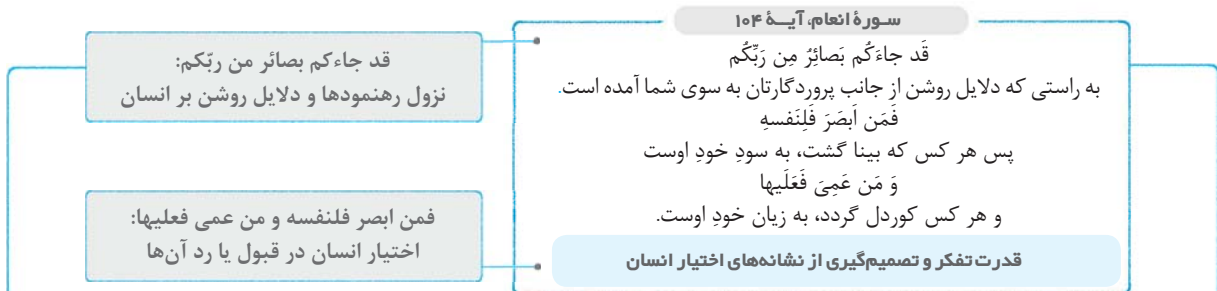 سـورهٔ انعام، آیـــهٔ ۱۰۴
قَد جاءَکُم بَصائِرُ مِن رَبِّکُم
به راستی که دلایل روشن از جانب پروردگارتان به سوی شما آمده است.
فَمَن اَبصَرَ فَلِنَفسهِ
پس هر کس که بینا گشت، به سودِ خودِ اوست
وَ مَن عَمِیَ فَعَلَیها
و هر کس کوردل گردد، به زیان خودِ اوست.
قدرت تفکر و تصمیم‌گیری از نشانه‌های اختیار انسان
قد جاءکم بصائر من ربّکم:
نزول رهنمودها و دلایل روشن بر انسان
فمن ابصر فلنفسه و من عمی فعلیها:
اختیار انسان در قبول یا رد آن‌ها